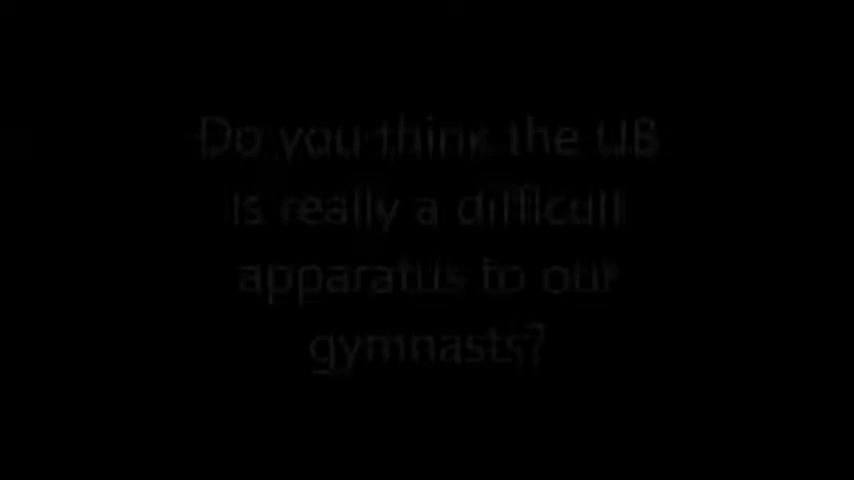 Do you think the UB
is really a difficult
apparatus to our
gymnasts?